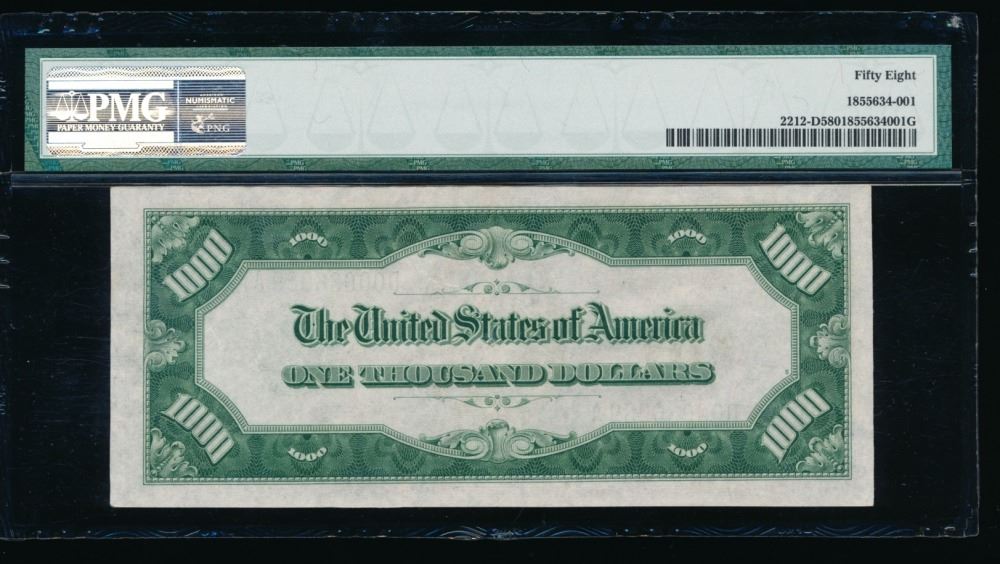 PMG
PAPER MONEY GUARANTY
NUMISMATIC
PNG
Fifty Eight
1855634-001
2212-D5801855634001G
1000
1000
1000
1000
The United States of America
ONE THOUSAND DOLLARS
1000
1000
1000
1000